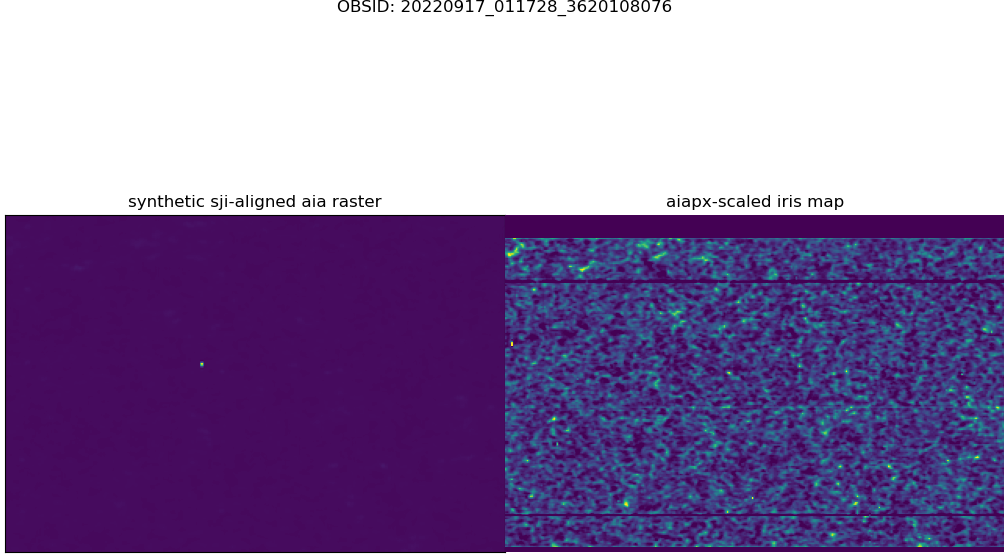 OBSID: 20220917_011728_3620108076
synthetic sji-aligned aia raster
aiapx-scaled iris map